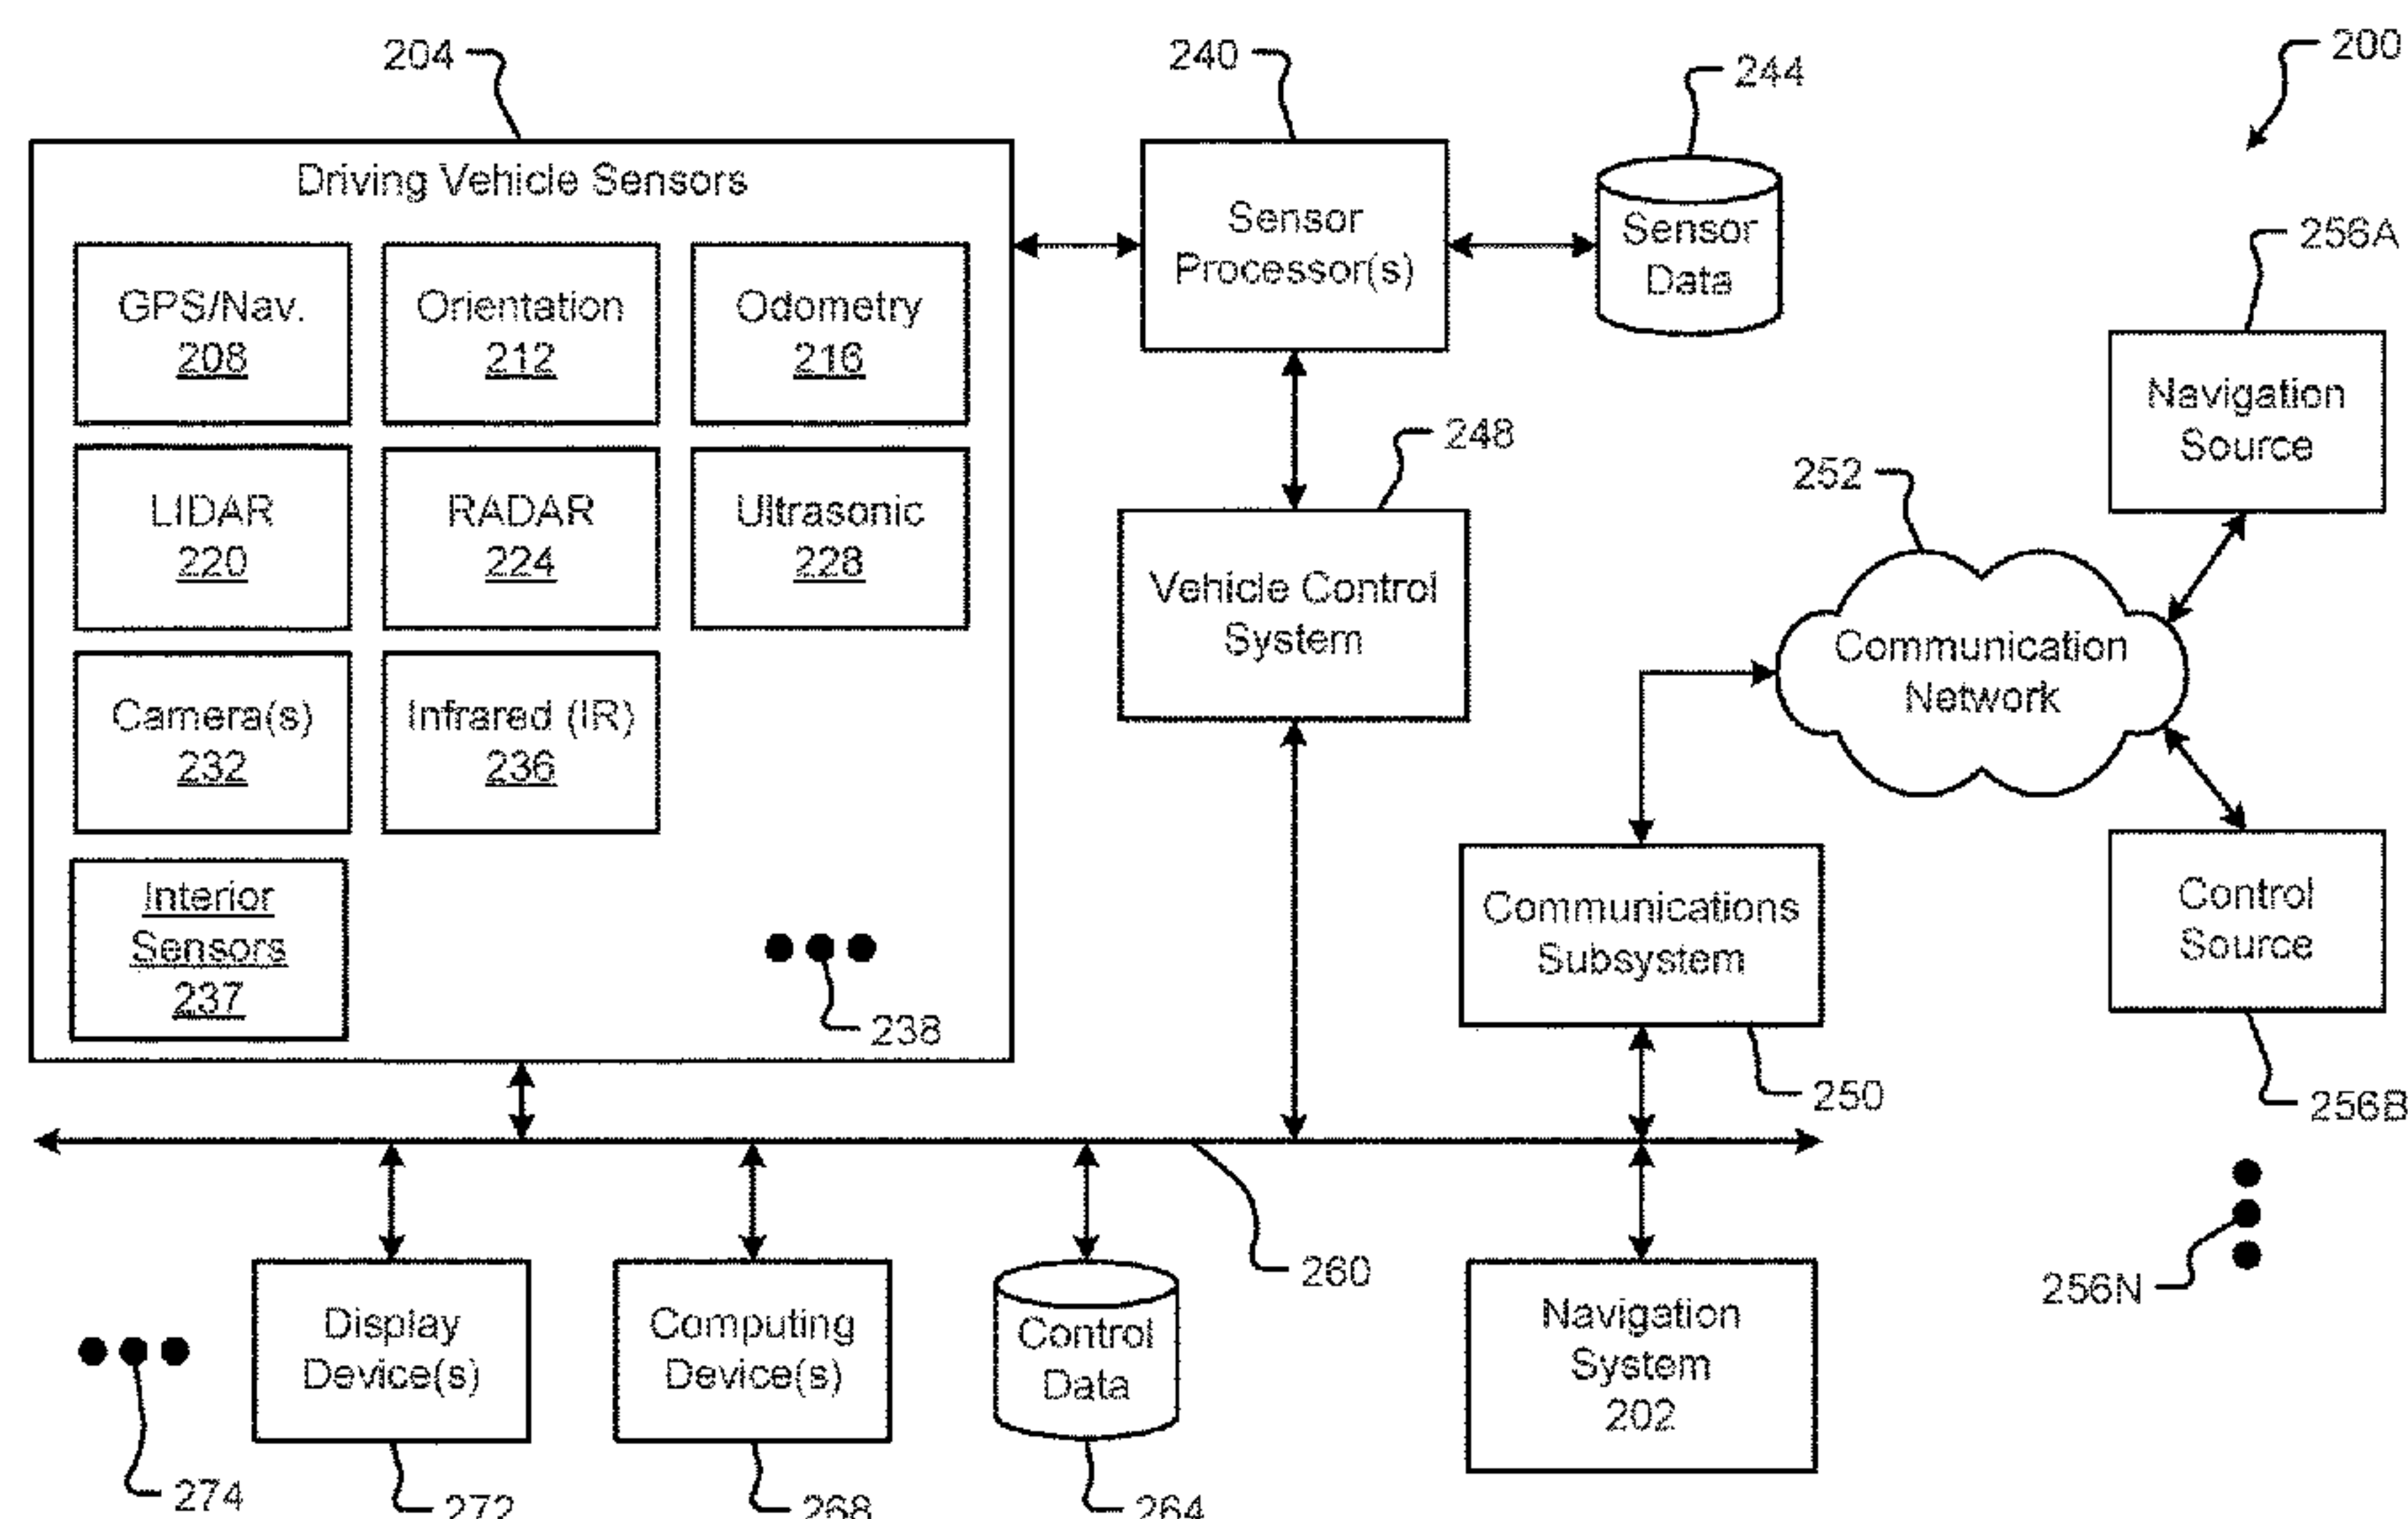 204
240
244
200
Driving Vehicle Sensors
GPS/Nav.
208
Orientation
212
Odometry
216
LIDAR
220
RADAR
224
Ultrasonic
228
Camera(s)
232
Infrared (IR)
236
Interior
Sensors
237
238
Sensor
Processor(s)
Sensor
Data
248
Vehicle Control
System
252
Communication
Network
256A
Navigation
Source
Control
Source
256B
256N
Communications
Subsystem
250
260
Display
Device(s)
Computing
Device(s)
Control
Data
Navigation
System
202
274
272
268
264